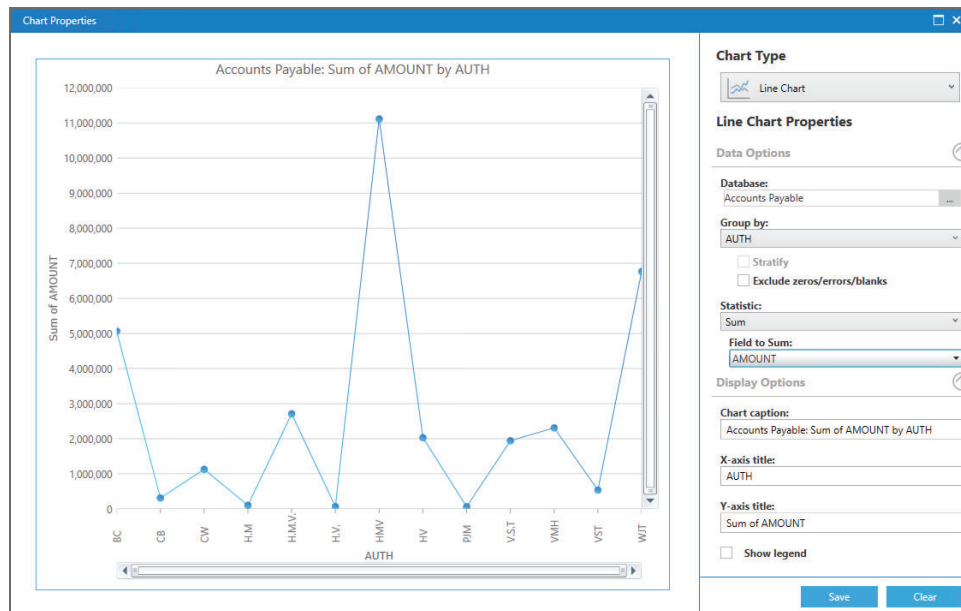 Chart Properties
Accounts Payable: Sum of AMOUNT by AUTH
12,000,000
11,000,000
10,000,000
9,000,000
8,000,000
7,000,000
6,000,000
5,000,000
4,000,000
3,000,000
2,000,000
1,000,000
0
Sum of AMOUNT
BC
CB
CW
H.M
H.M.V.
H.V.
HMV
HV
PJM
V.S.T
VMH
VST
WJT
AUTH
Chart Type
Line Chart
Line Chart Properties
Data Options
Database:
Accounts Payable
...
Group by:
AUTH
Stratify
Exclude zeros/errors/blanks
Statistic:
Sum
Field to Sum:
AMOUNT
Display Options
Chart caption:
Accounts Payable: Sum of AMOUNT by AUTH
X-axis title:
AUTH
Y-axis title:
Sum of AMOUNT
Show legend
Save
Clear